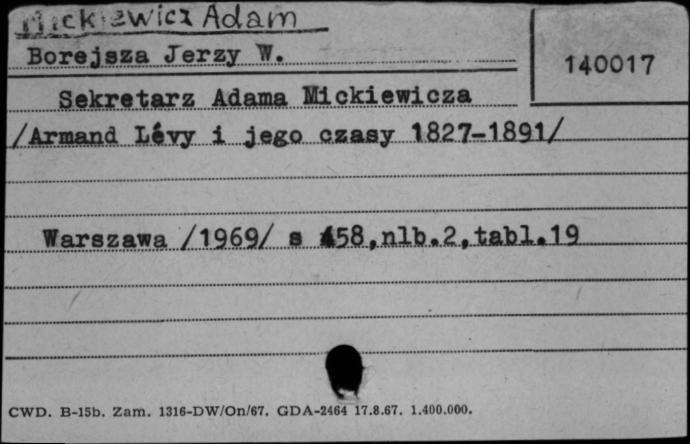 Mickiewicz Adam
Borejsza Jerzy W.
140017
Sekretarz Adama Mickiewicza
/Armand Lévy i jego czasy 1827-1891/
Warszawa /1969/ s 458,nlb.2,tabl.19
CWD. B-15b. Zam. 1316-DW/On/67. GDA-2464 17.8.67. 1.400.000.